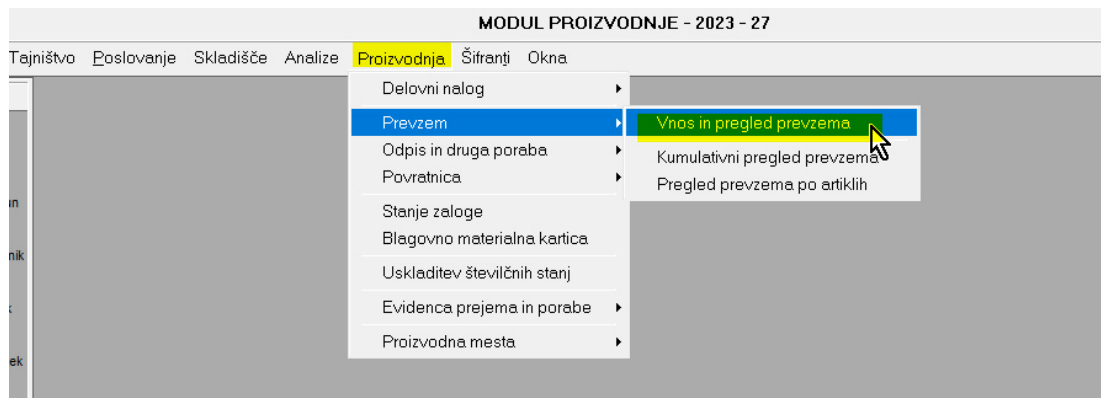 MODUL PROIZVODNJE - 2023 - 27
Tajništvo Poslovanje Skladišče Analize Proizvodnja Šifranti Okna
Delovni nalog
Prevzem
Vnos in pregled prevzema
Odpis in druga poraba
Kumulativni pregled prevzema
Povratnica
Pregled prevzema po artiklih
Stanje zaloge
Blagovno materialna kartica
Uskladitev številčnih stanj
Evidenca prejema in porabe
Proizvodna mesta